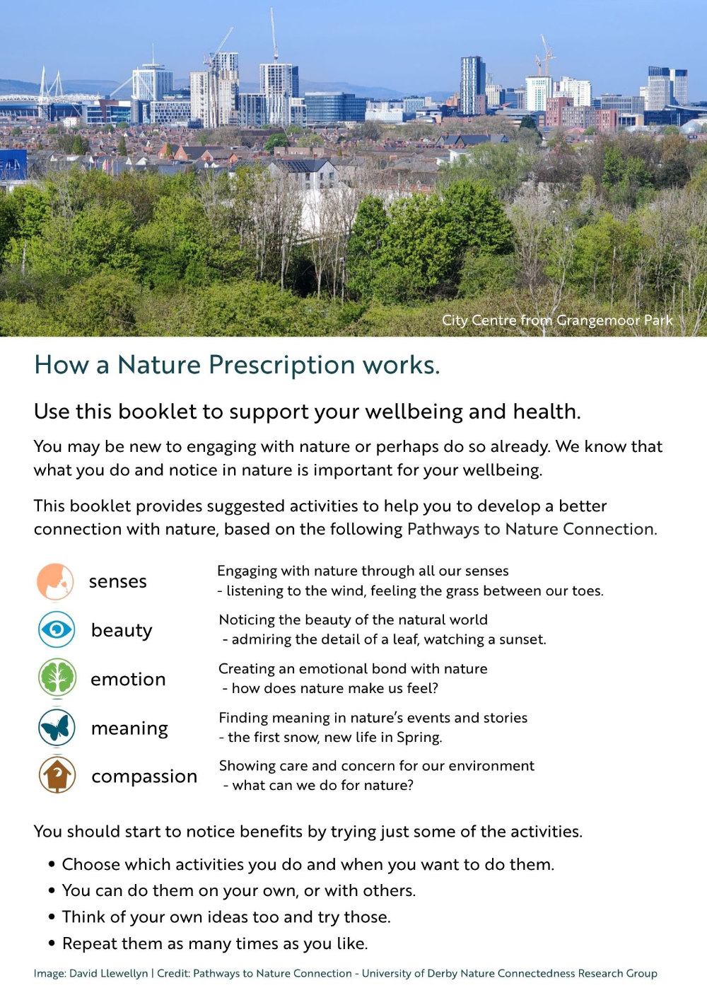 City Centre from Grangemoor Park
How a Nature Prescription works.
Use this booklet to support your wellbeing and health.
You may be new to engaging with nature or perhaps do so already. We know that
what you do and notice in nature is important for your wellbeing.
This booklet provides suggested activities to help you to develop a better
connection with nature, based on the following Pathways to Nature Connection.
senses
Engaging with nature through all our senses
- listening to the wind, feeling the grass between our toes.
beauty
Noticing the beauty of the natural world
- admiring the detail of a leaf, watching a sunset.
emotion
Creating an emotional bond with nature
- how does nature make us feel?
meaning
Finding meaning in nature’s events and stories
- the first snow, new life in Spring.
compassion
Showing care and concern for our environment
- what can we do for nature?
You should start to notice benefits by trying just some of the activities.
• Choose which activities you do and when you want to do them.
• You can do them on your own, or with others.
• Think of your own ideas too and try those.
• Repeat them as many times as you like.
Image: David Llewellyn | Credit: Pathways to Nature Connection - University of Derby Nature Connectedness Research Group